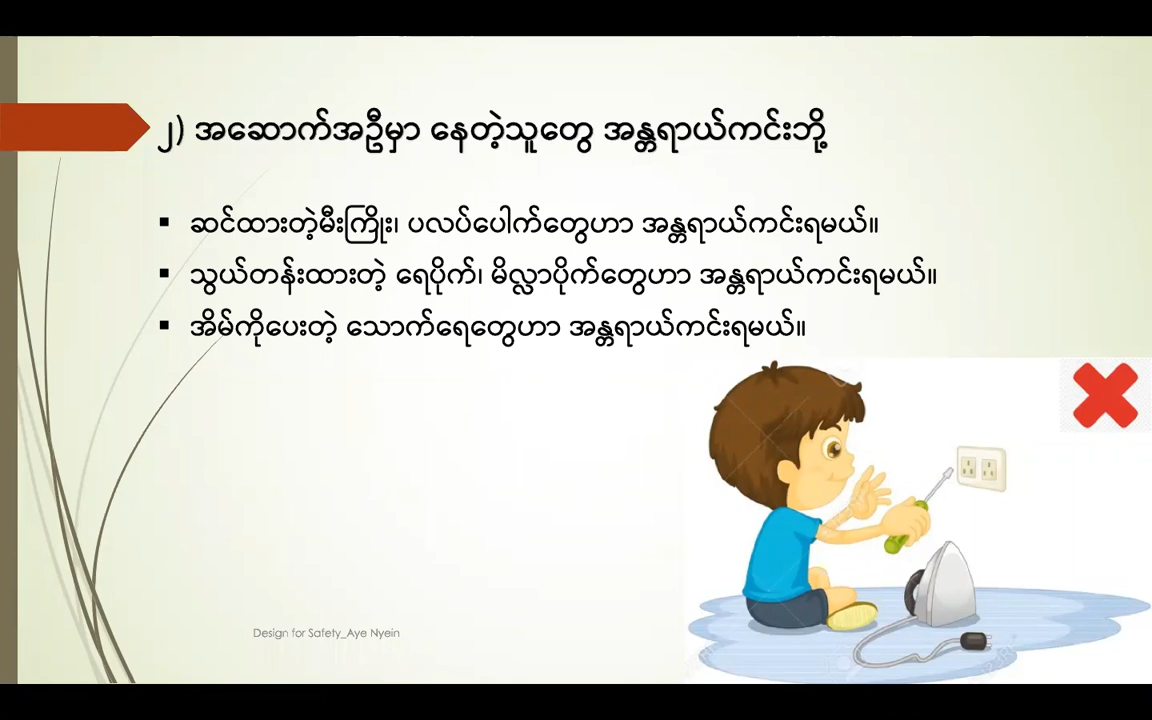 ၂) အဆောက်အဦမှာ နေတဲ့သူတွေ အန္တရာယ်ကင်းဘို့
▪ ဆင်ထားတဲ့မီးကြိုး၊ ပလပ်ပေါက်တွေဟာ အန္တရာယ်ကင်းရမယ်။
▪ သွယ်တန်းထားတဲ့ ရေပိုက်၊ မိလ္လာပိုက်တွေဟာ အန္တရာယ်ကင်းရမယ်။
▪ အိမ်ကိုပေးတဲ့ သောက်ရေတွေဟာ အန္တရာယ်ကင်းရမယ်။
Design for Safety_Aye Nyein